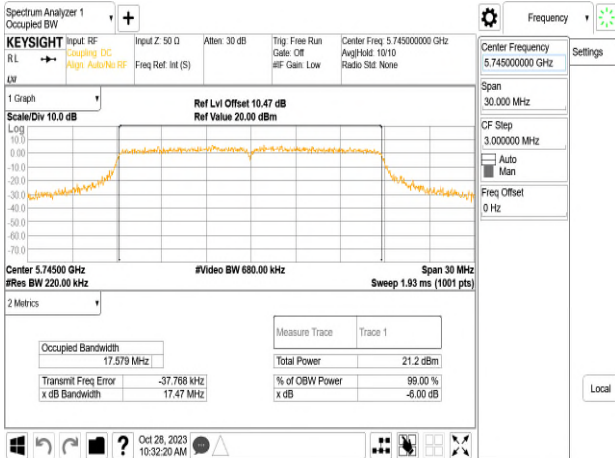 Spectrum Analyzer 1
Occupied BW
+
Frequency
KEYSIGHT
RL
LXI
Input: RF
Coupling: DC
Align: Auto/No RF
Input Z: 50 Ω
Freq Ref: Int (S)
Atten: 30 dB
Trig: Free Run
Gate: Off
#IF Gain: Low
Center Freq: 5.745000000 GHz
Avg|Hold: 10/10
Radio Std: None
Center Frequency
5.745000000 GHz
Settings
Span
30.000 MHz
CF Step
3.000000 MHz
Auto
Man
Freq Offset
0 Hz
Local
1 Graph
Scale/Div 10.0 dB
Ref Lvl Offset 10.47 dB
Ref Value 20.00 dBm
Log
10.0
0.00
-10.0
-20.0
-30.0
-40.0
-50.0
-60.0
-70.0
Center 5.74500 GHz
#Res BW 220.00 kHz
#Video BW 680.00 kHz
Span 30 MHz
Sweep 1.93 ms (1001 pts)
2 Metrics
Measure Trace Trace 1
Occupied Bandwidth
17.579 MHz
Total Power 21.2 dBm
Transmit Freq Error -37.768 kHz
% of OBW Power 99.00 %
x dB Bandwidth 17.47 MHz
x dB -6.00 dB
?
Oct 28, 2023
10:32:20 AM